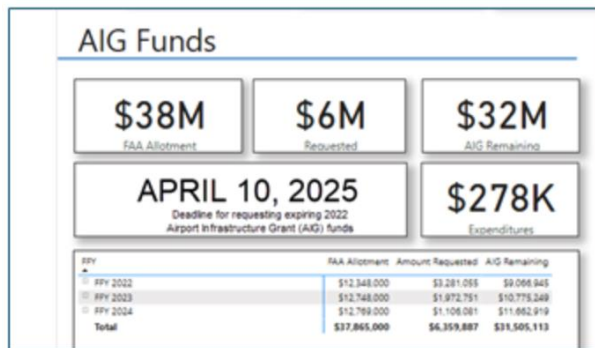 AIG Funds
$38M
FAA Allotment
$6M
Requested
$32M
AIG Remaining
APRIL 10, 2025
Deadline for requesting expiring 2022
Airport Infrastructure Grant (AIG) funds
$278K
Expenditures
FFY FAA Allotment Amount Requested AIG Remaining
FFY 2022 $12,348,000 $3,281,055 $9,066,945
FFY 2023 $12,748,000 $1,972,751 $10,775,249
FFY 2024 $12,769,000 $1,106,081 $11,662,919
Total $37,865,000 $6,359,887 $31,505,113